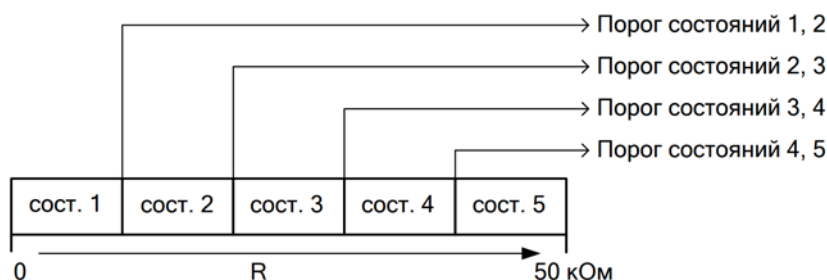 Порог состояний 1, 2
Порог состояний 2, 3
Порог состояний 3, 4
Порог состояний 4, 5
сост. 1 сост. 2 сост. 3 сост. 4 сост. 5
0 R 50 кОм